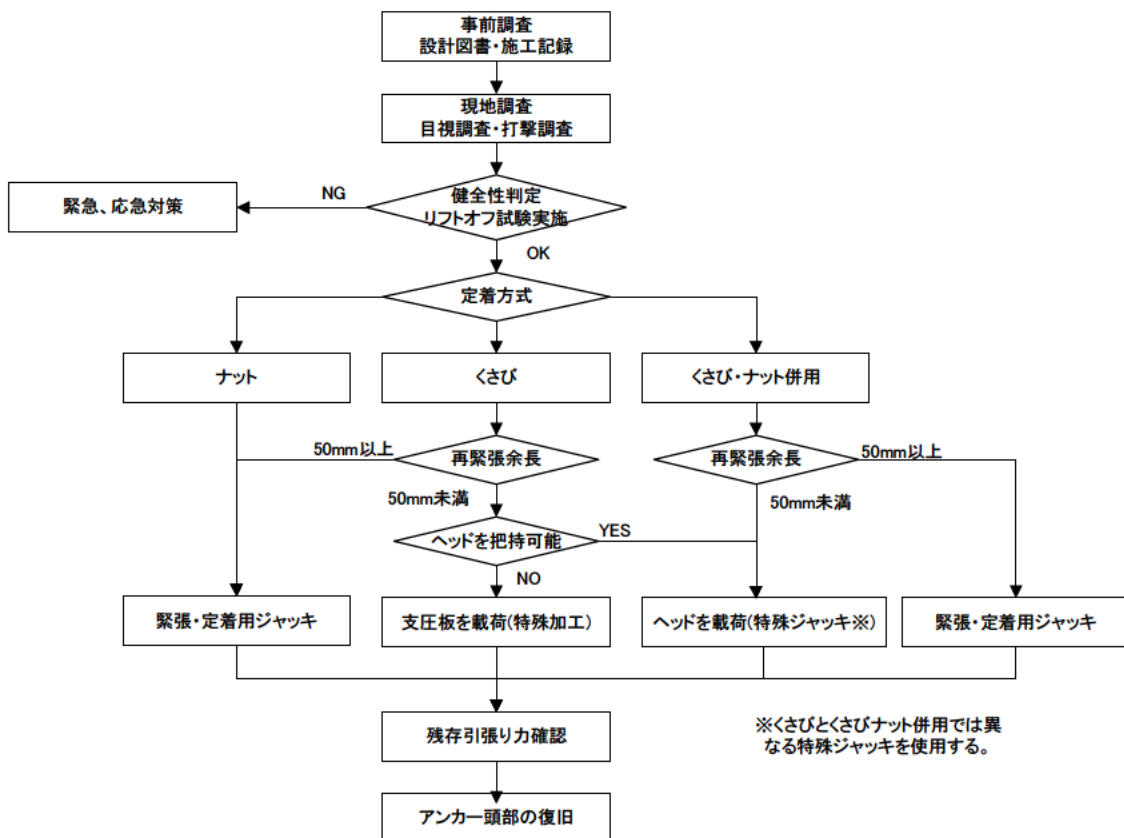 事前調査
設計図書・施工記録
現地調査
目視調査・打撃調査
健全性判定
リフトオフ試験実施
NG
緊急、応急対策
OK
定着方式
ナット
くさび
くさび・ナット併用
50mm以上
再緊張余長
再緊張余長
50mm以上
50mm未満
50mm未満
ヘッドを把持可能
YES
NO
緊張・定着用ジャッキ
支圧板を載荷(特殊加工)
ヘッドを載荷(特殊ジャッキ※)
緊張・定着用ジャッキ
残存引張り力確認
※くさびとくさびナット併用では異
なる特殊ジャッキを使用する。
アンカー頭部の復旧